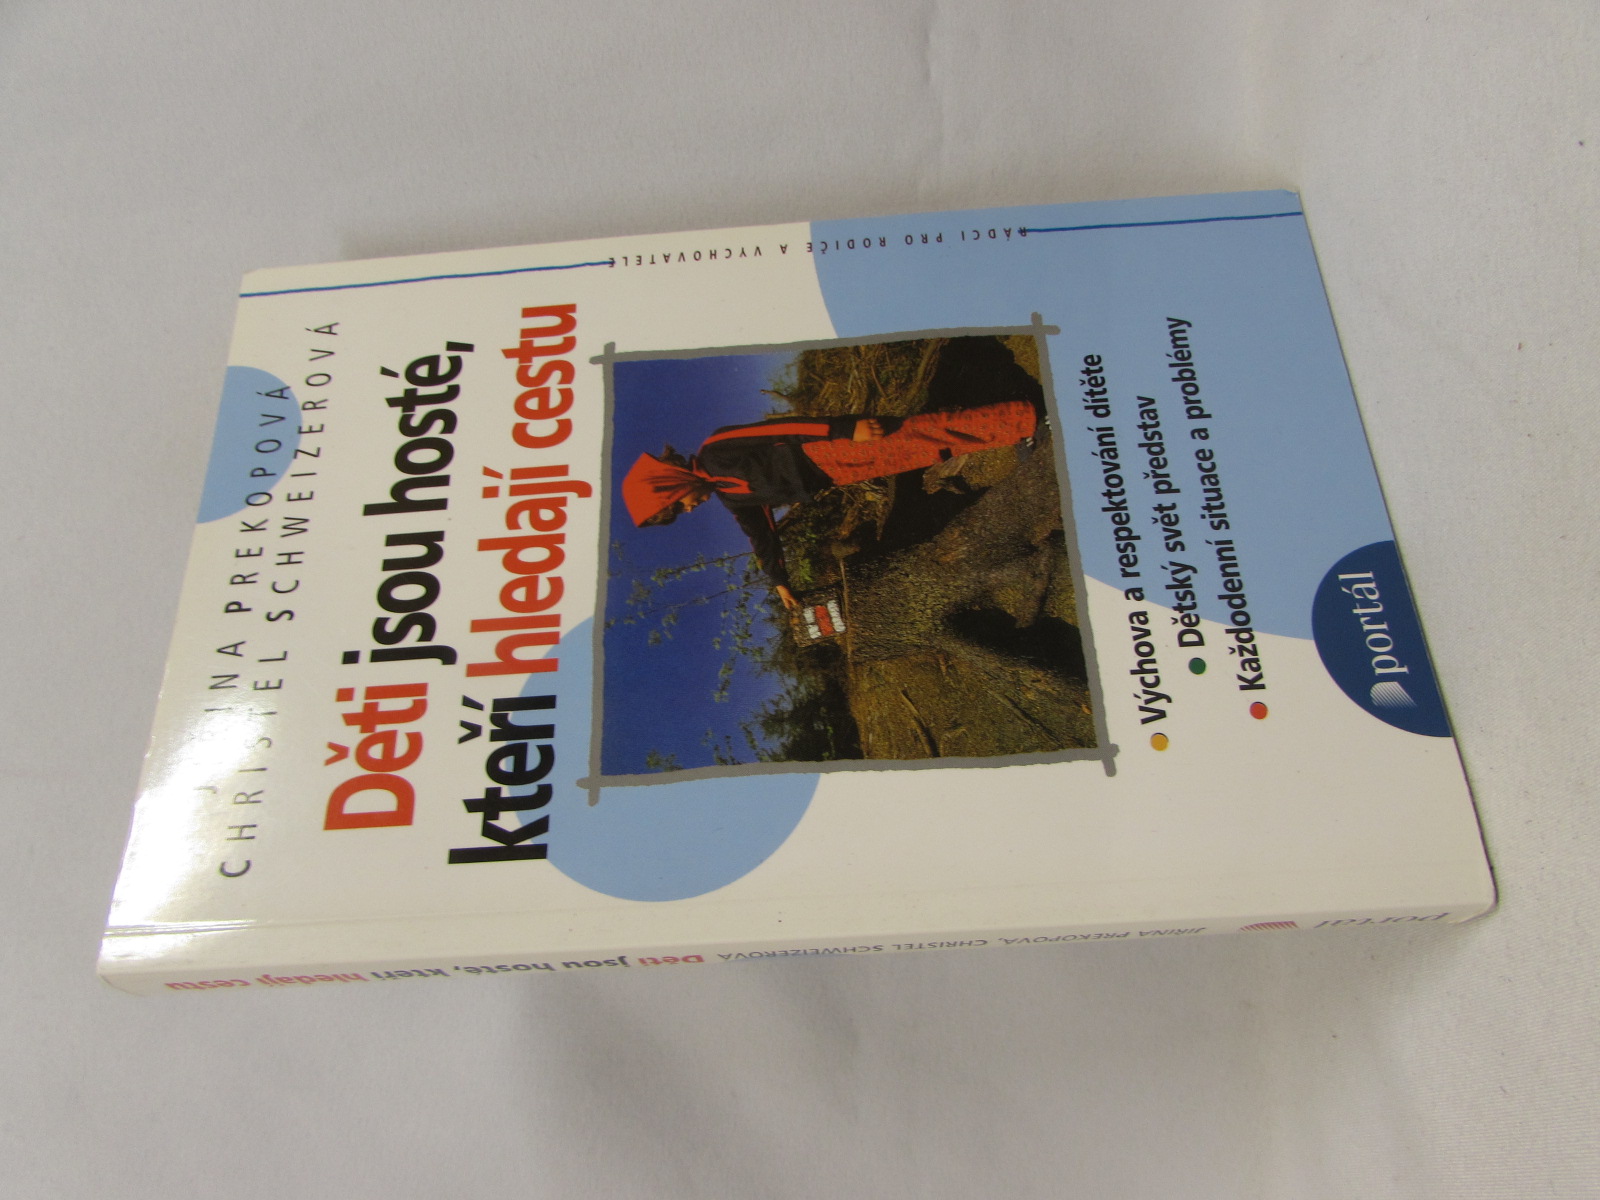 JIŘINA PREKOPOVÁ
CHRISTEL SCHWEIZEROVÁ
Děti jsou hosté,
kteří hledají cestu
RÁDCI PRO RODIČE A VYCHOVATELE
• Výchova a respektování dítěte
• Dětský svět představ
• Každodenní situace a problémy
portál
JIŘINA PREKOPOVÁ, CHRISTEL SCHWEIZEROVÁ Děti jsou hosté, kteří hledají cestu
portál